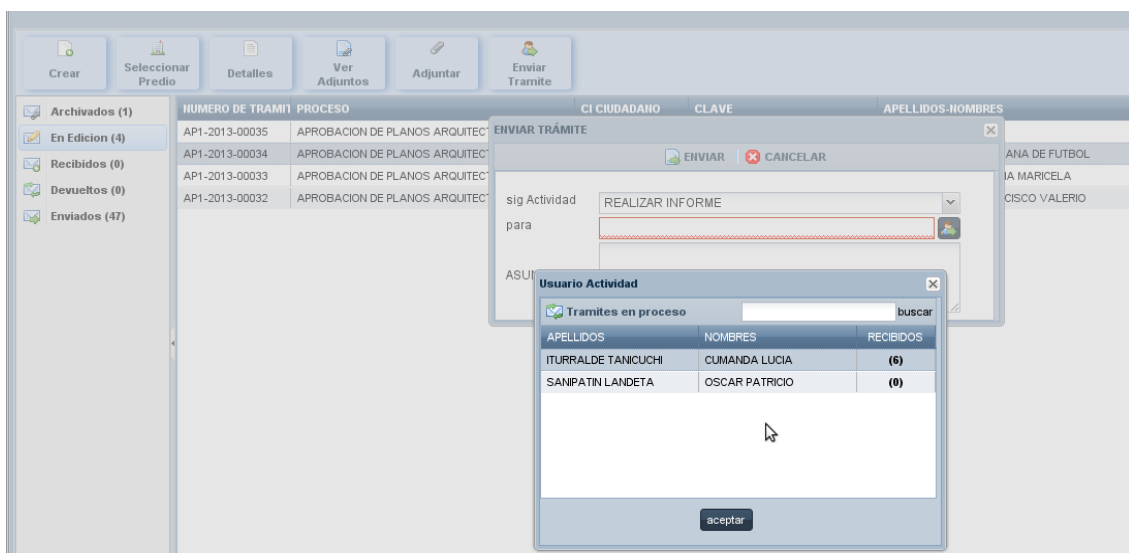 Crear
Seleccionar
Predio
Detalles
Ver
Adjuntos
Adjuntar
Enviar
Tramite
Archivados (1)
En Edicion (4)
Recibidos (0)
Devueltos (0)
Enviados (47)
NUMERO DE TRAMIT PROCESO CI CIUDADANO CLAVE APELLIDOS-NOMBRES
AP1-2013-00035 APROBACION DE PLANOS ARQUITEC
AP1-2013-00034 APROBACION DE PLANOS ARQUITEC ANA DE FUTBOL
AP1-2013-00033 APROBACION DE PLANOS ARQUITEC IA MARICELA
AP1-2013-00032 APROBACION DE PLANOS ARQUITEC CISCO VALERIO
ENVIAR TRÁMITE
ENVIAR CANCELAR
sig Actividad REALIZAR INFORME
para
ASUN
Usuario Actividad
Tramites en proceso buscar
APELLIDOS NOMBRES RECIBIDOS
ITURRALDE TANICUCHI CUMANDA LUCIA (6)
SANIPATIN LANDETA OSCAR PATRICIO (0)
aceptar